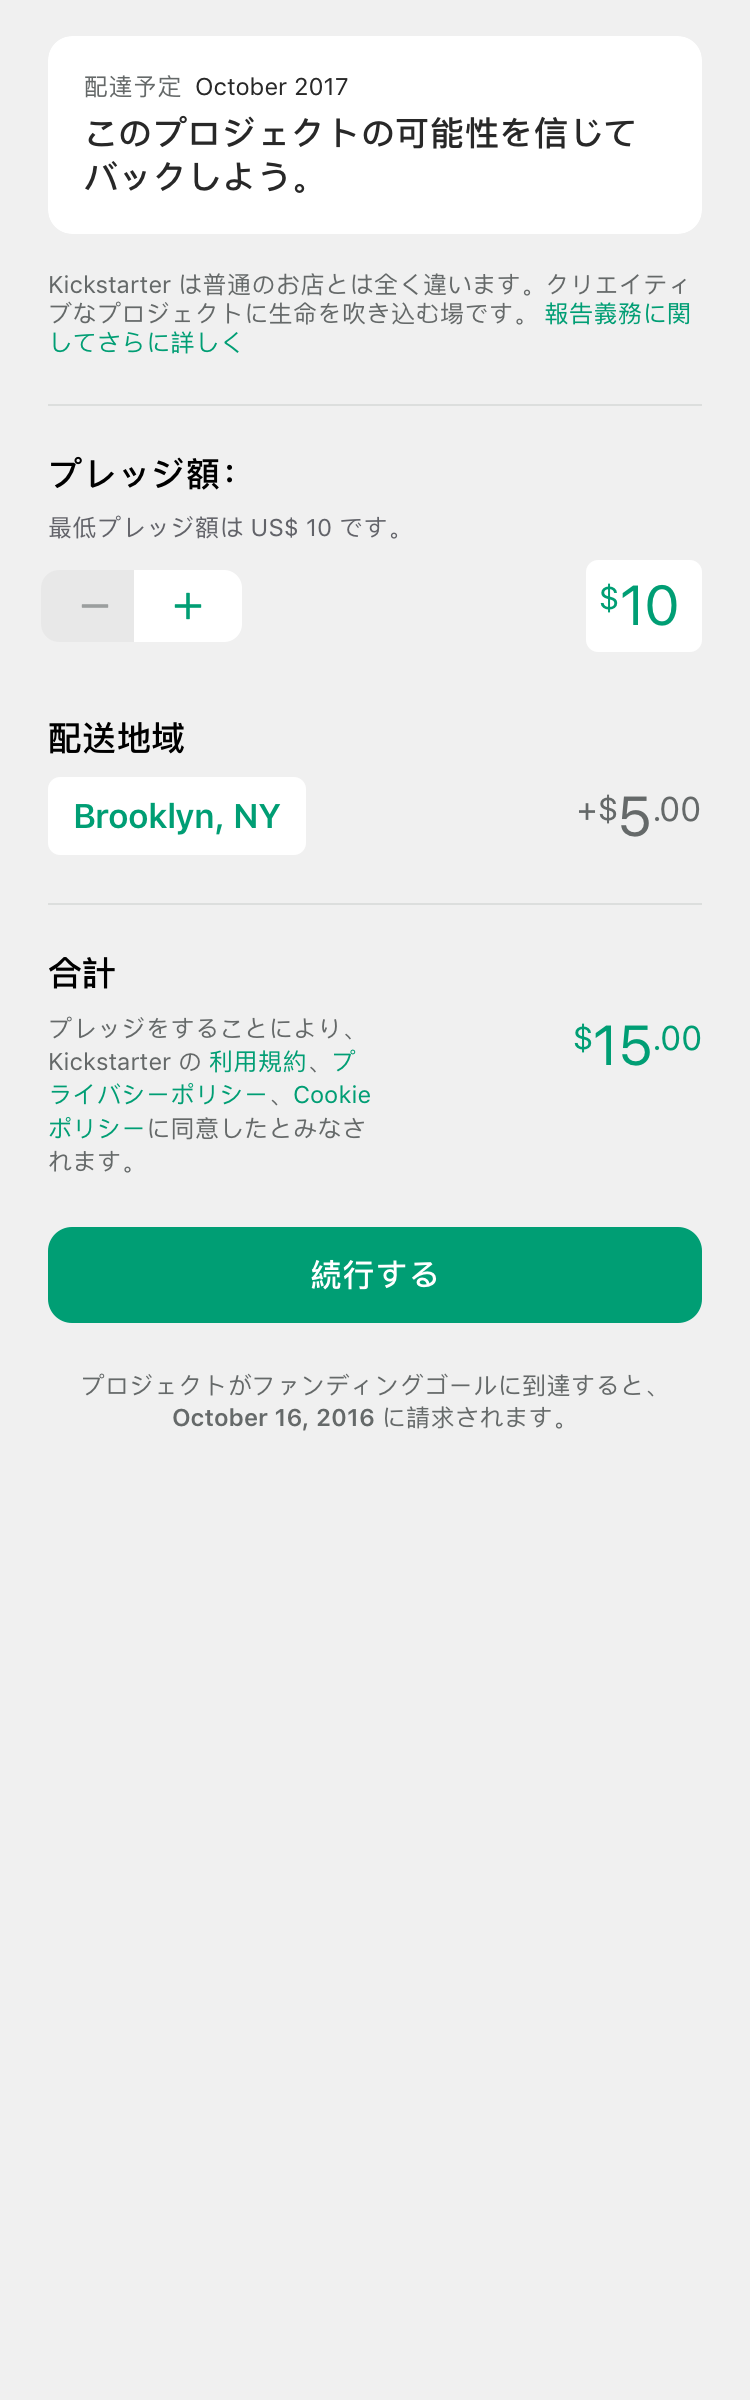 配達予定 October 2017
このプロジェクトの可能性を信じて
バックしよう。
Kickstarter は普通のお店とは全く違います。クリエイティ
ブなプロジェクトに生命を吹き込む場です。 報告義務に関
してさらに詳しく
プレッジ額：
最低プレッジ額は US$ 10 です。
− + $10
配送地域
Brooklyn, NY +$5.00
合計
プレッジをすることにより、
Kickstarter の 利用規約、プ
ライバシーポリシー、Cookie
ポリシーに同意したとみなさ
れます。
$15.00
続行する
プロジェクトがファンディングゴールに到達すると、
October 16, 2016 に請求されます。